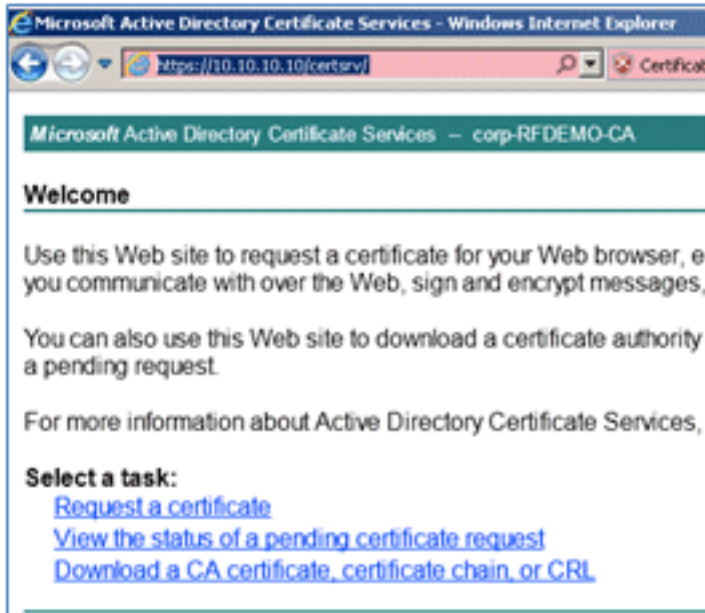 Microsoft Active Directory Certificate Services - Windows Internet Explorer
https://10.10.10.10/certsrv/ Certificat
Microsoft Active Directory Certificate Services -- corp-RFDEMO-CA
Welcome
Use this Web site to request a certificate for your Web browser, e
you communicate with over the Web, sign and encrypt messages,
You can also use this Web site to download a certificate authority
a pending request.
For more information about Active Directory Certificate Services,
Select a task:
Request a certificate
View the status of a pending certificate request
Download a CA certificate, certificate chain, or CRL